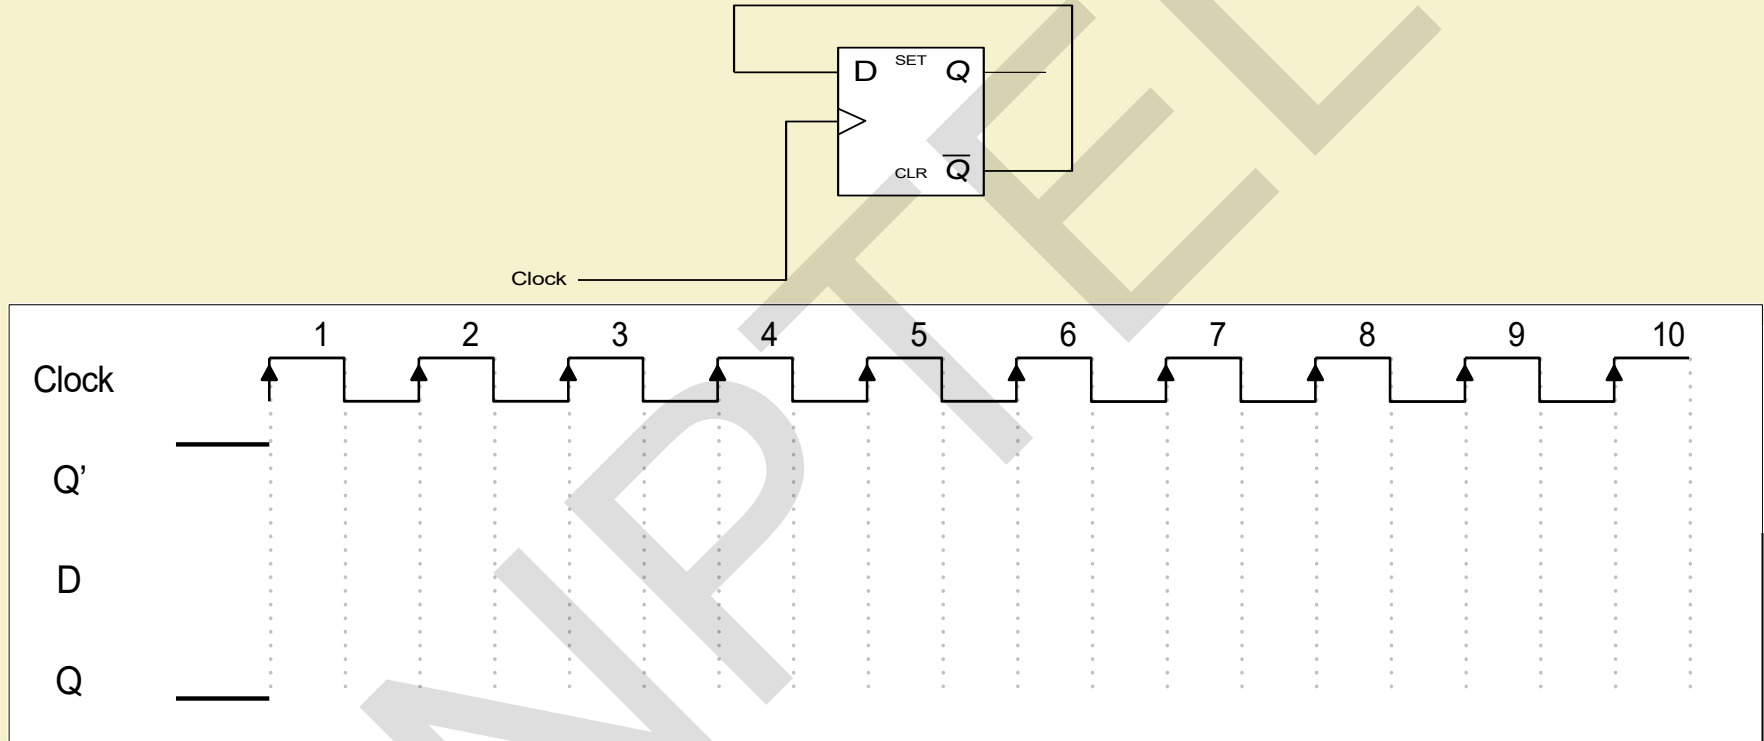 SET
D Q
CLR Q
Clock
1 2 3 4 5 6 7 8 9 10
Clock
Q’
D
Q
NPTEL